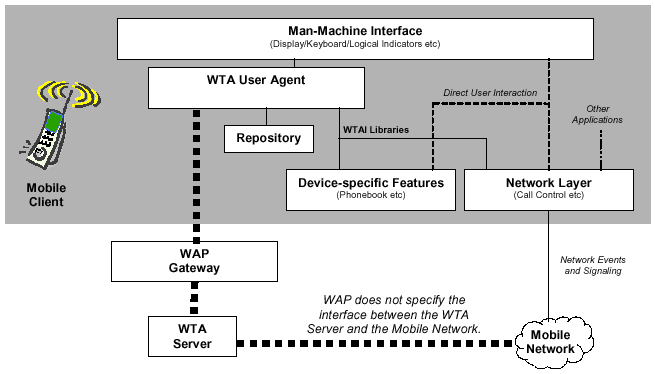 Man-Machine Interface
(Display/Keyboard/Logical Indicators etc)
WTA User Agent
Direct User Interaction
Other
Applications
Repository
WTAI Libraries
Mobile
Client
Device-specific Features
(Phonebook etc)
Network Layer
(Call Control etc)
WAP
Gateway
Network Events
and Signaling
WAP does not specify the
interface between the WTA
Server and the Mobile Network.
WTA
Server
Mobile
Network